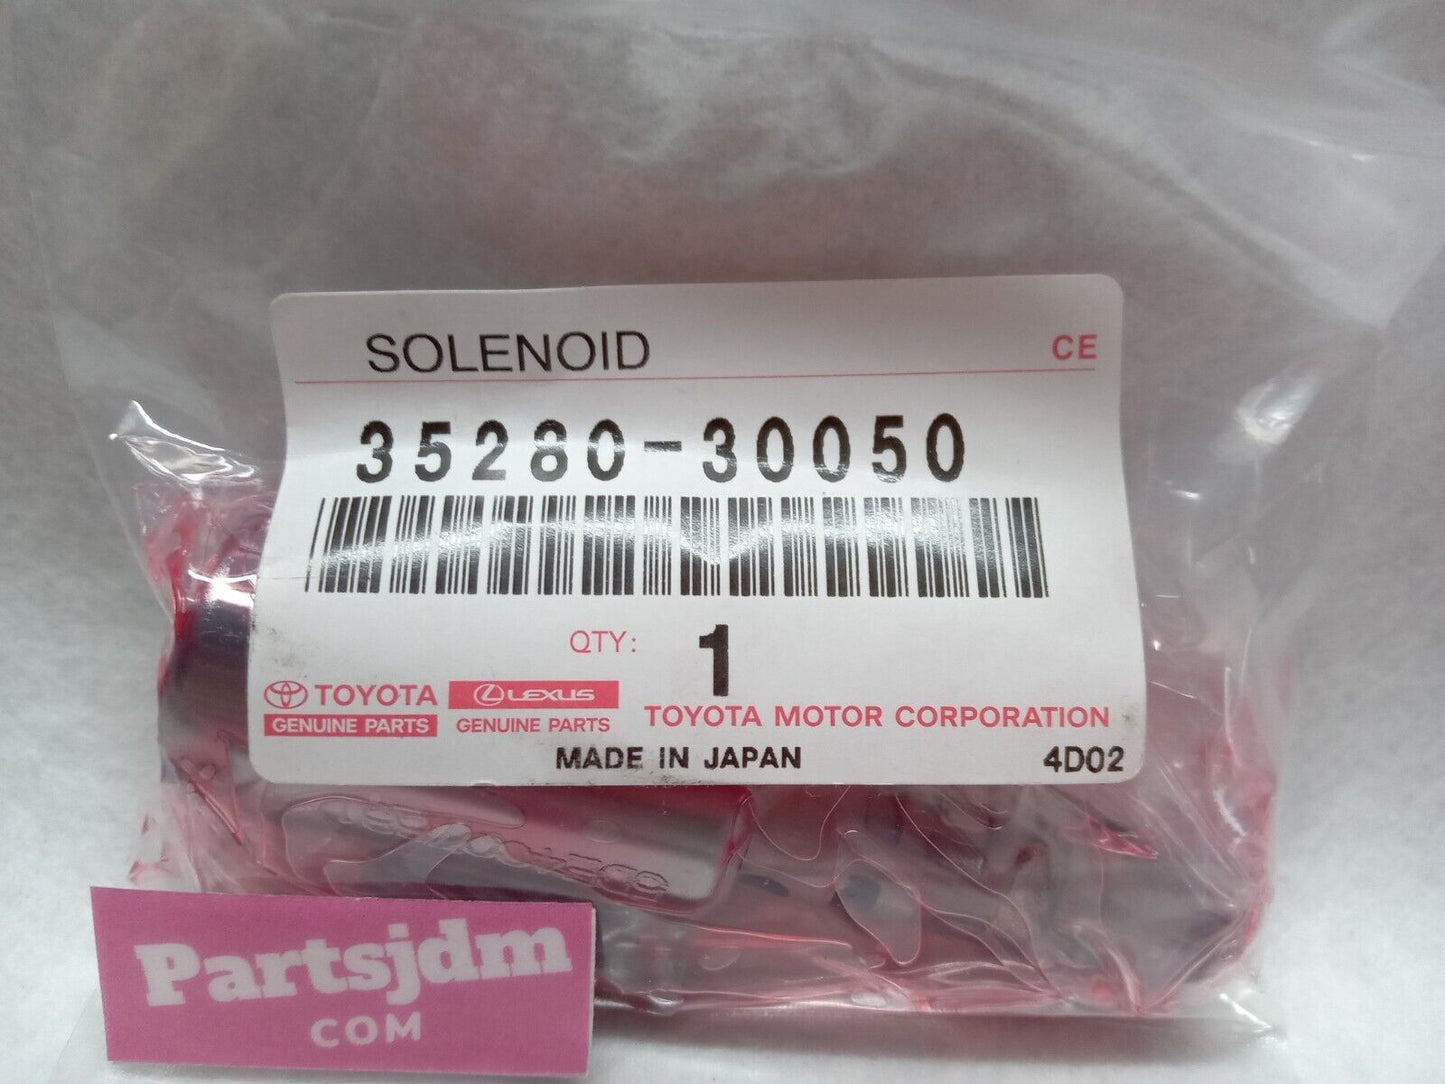 SOLENOID
CE
35280-30050
QTY: 1
TOYOTA
GENUINE PARTS
LEXUS
GENUINE PARTS
TOYOTA MOTOR CORPORATION
MADE IN JAPAN
4D02
Partsjdm
COM